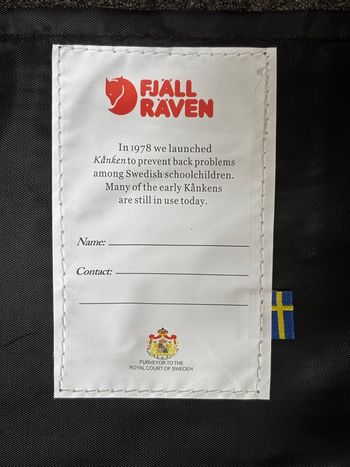 FJÄLL
RÄVEN
In 1978 we launched
Kånken to prevent back problems
among Swedish schoolchildren.
Many of the early Kånkens
are still in use today.
Name:
Contact:
PURVEYOR TO THE
ROYAL COURT OF SWEDEN